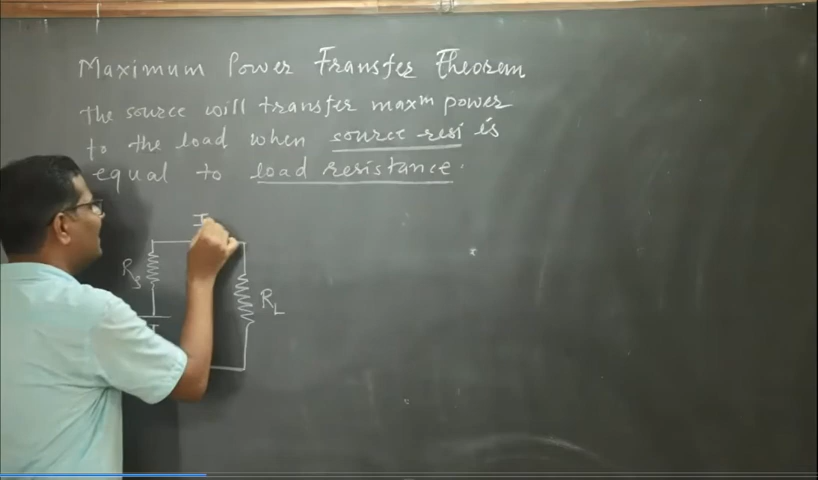 Maximum Power Transfer Theorem
The source will transfer maxᵐ power
to the load when source resi is
equal to load resistance.
I
Rs
RL